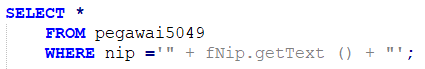 SELECT *
FROM pegawai5049
WHERE nip ='" + fNip.getText () + "';